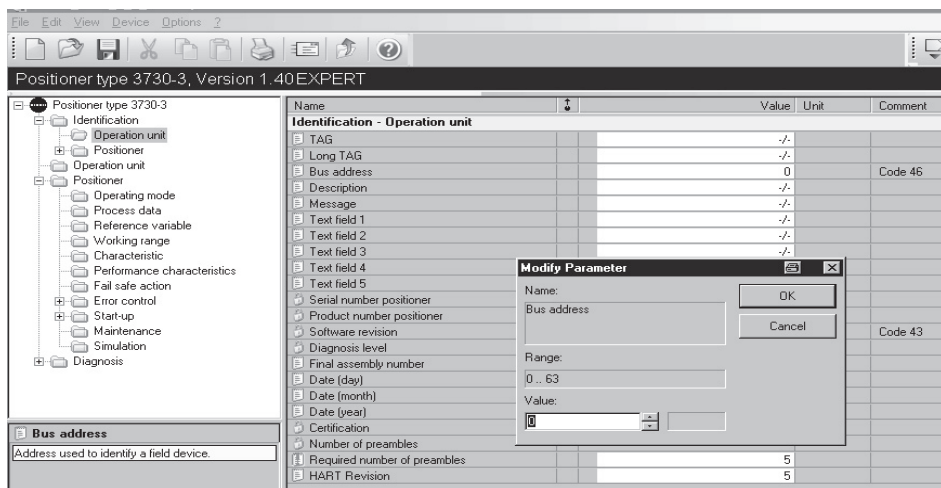 File Edit View Device Options ?
Positioner type 3730-3, Version 1.40EXPERT
Positioner type 3730-3
Identification
Operation unit
Positioner
Operation unit
Positioner
Operating mode
Process data
Reference variable
Working range
Characteristic
Performance characteristics
Fail safe action
Error control
Start-up
Maintenance
Simulation
Diagnosis
Bus address
Address used to identify a field device.
Name Value Unit Comment
Identification - Operation unit
TAG -/-
Long TAG -/-
Bus address 0 Code 46
Description -/-
Message -/-
Text field 1 -/-
Text field 2 -/-
Text field 3 -/-
Text field 4
Text field 5
Serial number positioner
Product number positioner
Software revision Code 43
Diagnosis level
Final assembly number
Date (day)
Date (month)
Date (year)
Certification
Number of preambles
Required number of preambles 5
HART Revision 5
Modify Parameter
Name:
Bus address
Range:
0 .. 63
Value:
0
OK
Cancel